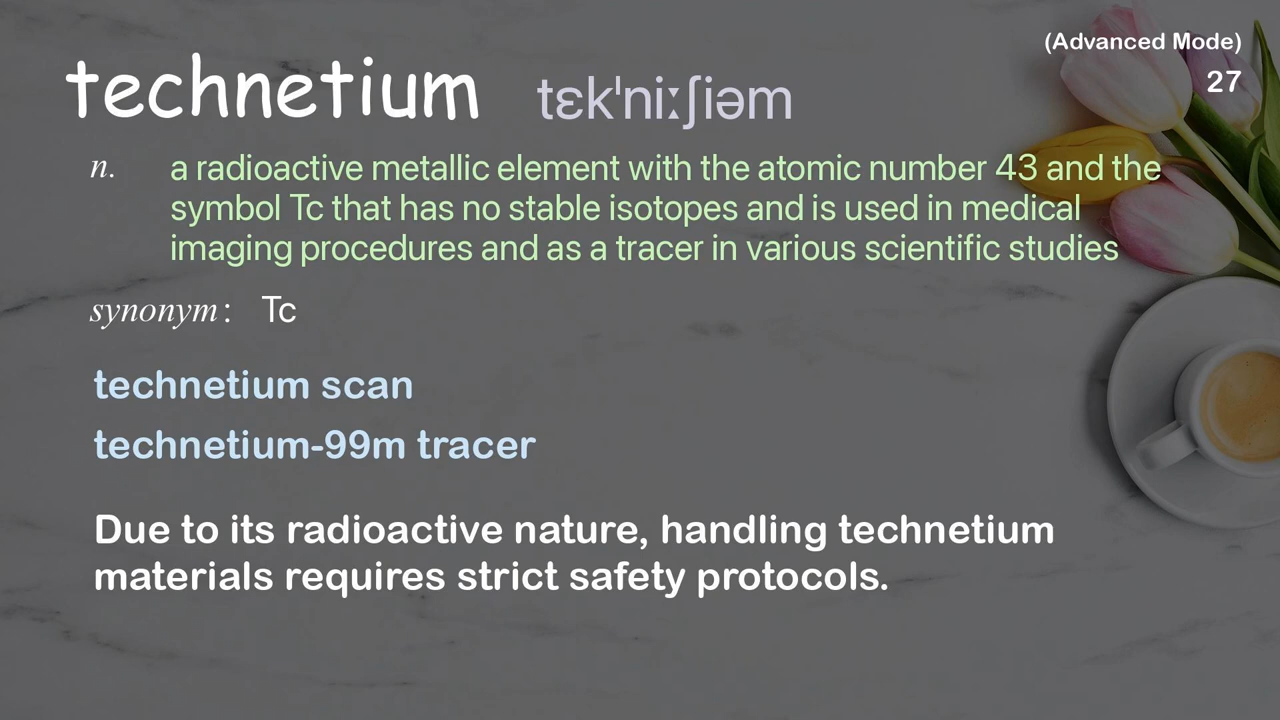 (Advanced Mode)
27
technetium tɛkˈniːʃiəm
n. a radioactive metallic element with the atomic number 43 and the
symbol Tc that has no stable isotopes and is used in medical
imaging procedures and as a tracer in various scientific studies
synonym: Tc
technetium scan
technetium-99m tracer
Due to its radioactive nature, handling technetium
materials requires strict safety protocols.